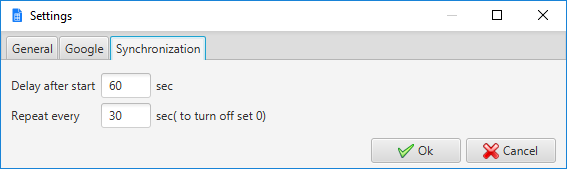 Settings
General Google Synchronization
Delay after start 60 sec
Repeat every 30 sec( to turn off set 0)
Ok Cancel